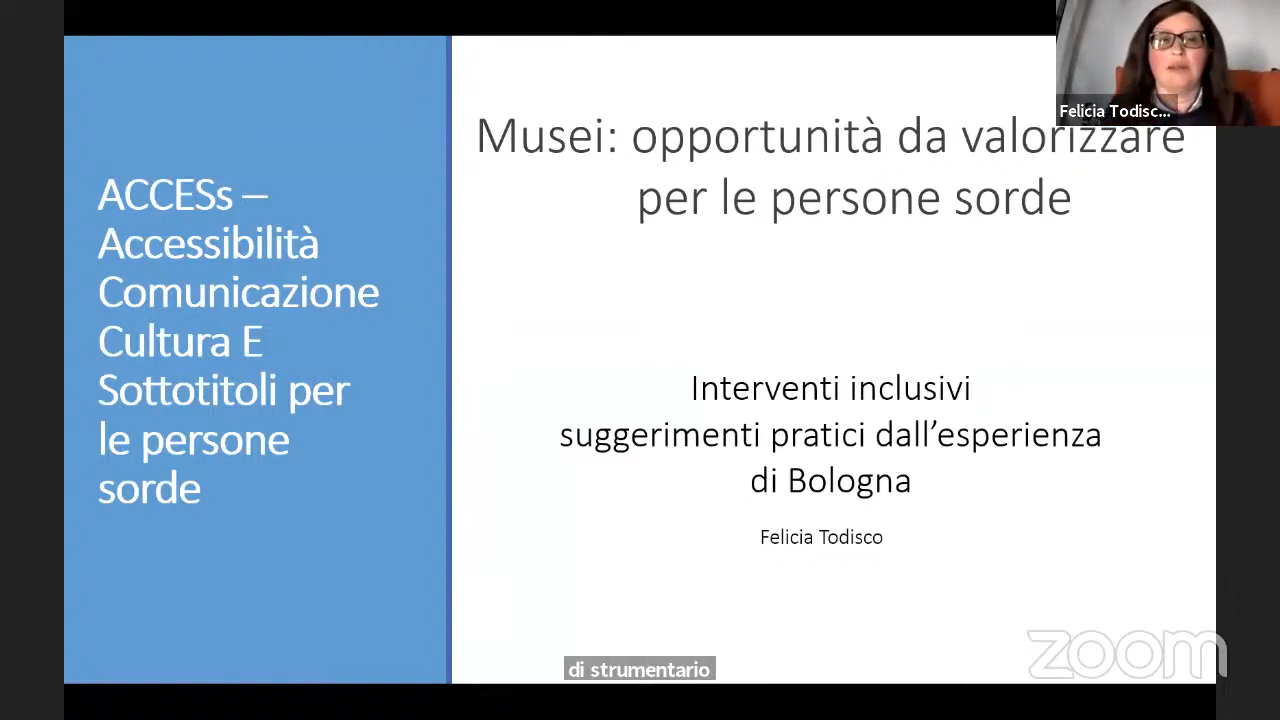 Felicia Todisc...
Musei: opportunità da valorizzare
per le persone sorde
ACCESs –
Accessibilità
Comunicazione
Cultura E
Sottotitoli per
le persone
sorde
Interventi inclusivi
suggerimenti pratici dall’esperienza
di Bologna
Felicia Todisco
di strumentario
zoom